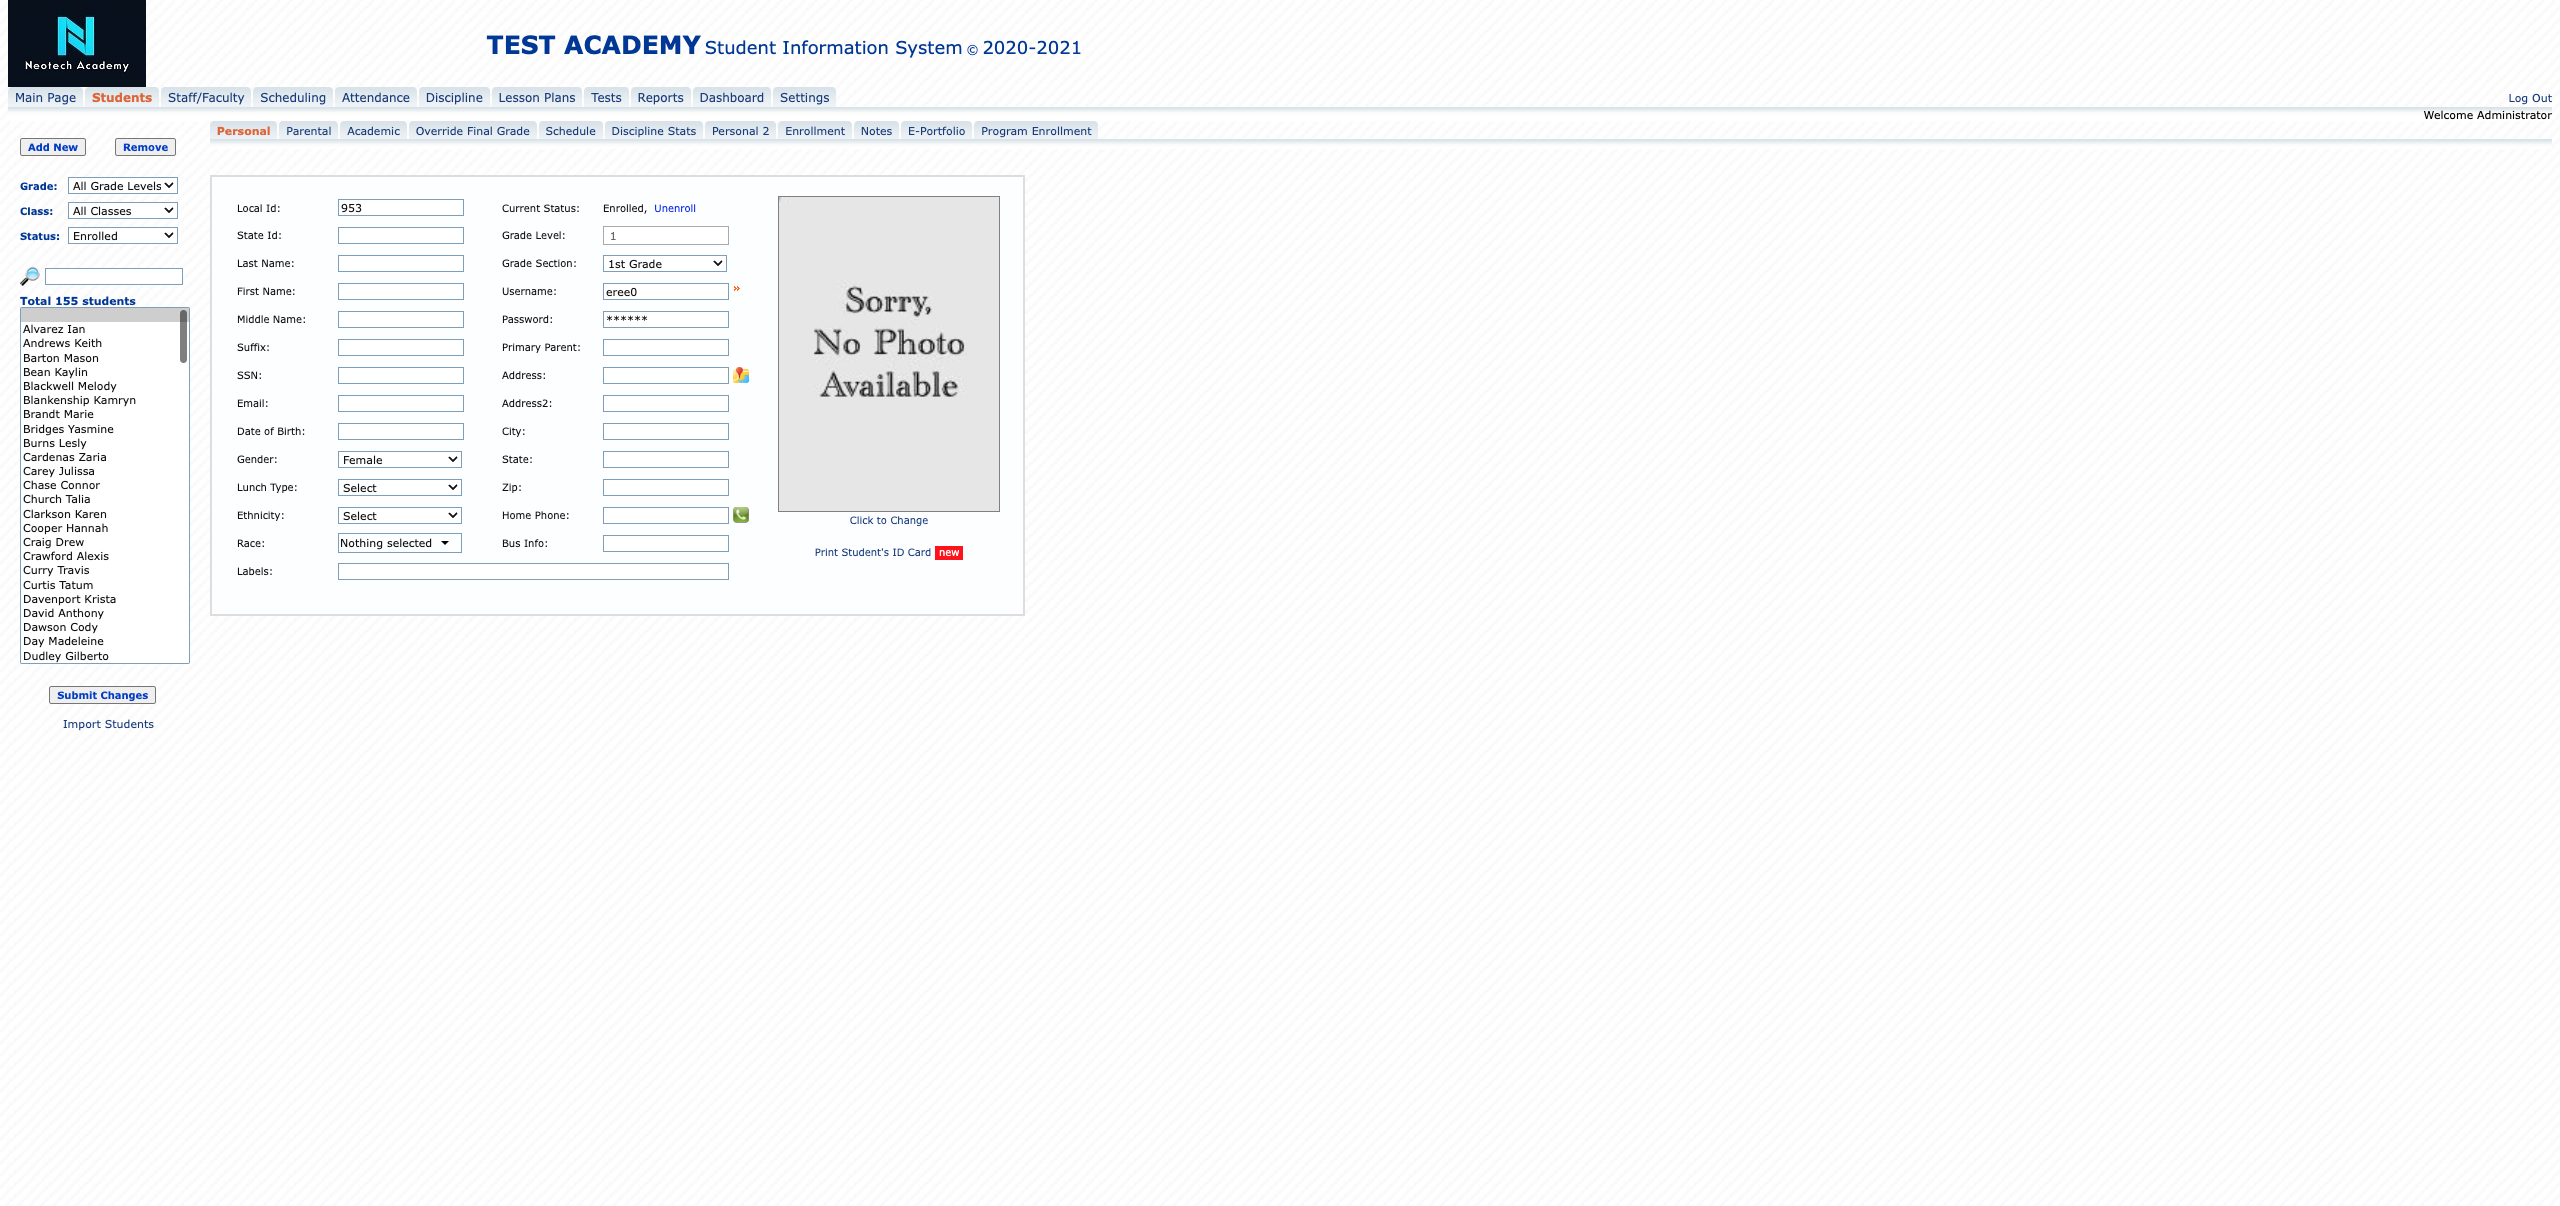 Neotech Academy
TEST ACADEMY Student Information System © 2020-2021
Main Page Students Staff/Faculty Scheduling Attendance Discipline Lesson Plans Tests Reports Dashboard Settings
Log Out
Welcome Administrator
Personal Parental Academic Override Final Grade Schedule Discipline Stats Personal 2 Enrollment Notes E-Portfolio Program Enrollment
Add New Remove
Grade: All Grade Levels
Class: All Classes
Status: Enrolled
Total 155 students
Alvarez Ian
Andrews Keith
Barton Mason
Bean Kaylin
Blackwell Melody
Blankenship Kamryn
Brandt Marie
Bridges Yasmine
Burns Lesly
Cardenas Zaria
Carey Julissa
Chase Connor
Church Talia
Clarkson Karen
Cooper Hannah
Craig Drew
Crawford Alexis
Curry Travis
Curtis Tatum
Davenport Krista
David Anthony
Dawson Cody
Day Madeleine
Dudley Gilberto
Submit Changes
Import Students
Local Id: 953
State Id:
Last Name:
First Name:
Middle Name:
Suffix:
SSN:
Email:
Date of Birth:
Gender: Female
Lunch Type: Select
Ethnicity: Select
Race: Nothing selected
Labels:
Current Status: Enrolled, Unenroll
Grade Level: 1
Grade Section: 1st Grade
Username: eree0 »
Password: ******
Primary Parent:
Address:
Address2:
City:
State:
Zip:
Home Phone:
Bus Info:
Sorry,
No Photo
Available
Click to Change
Print Student's ID Card new